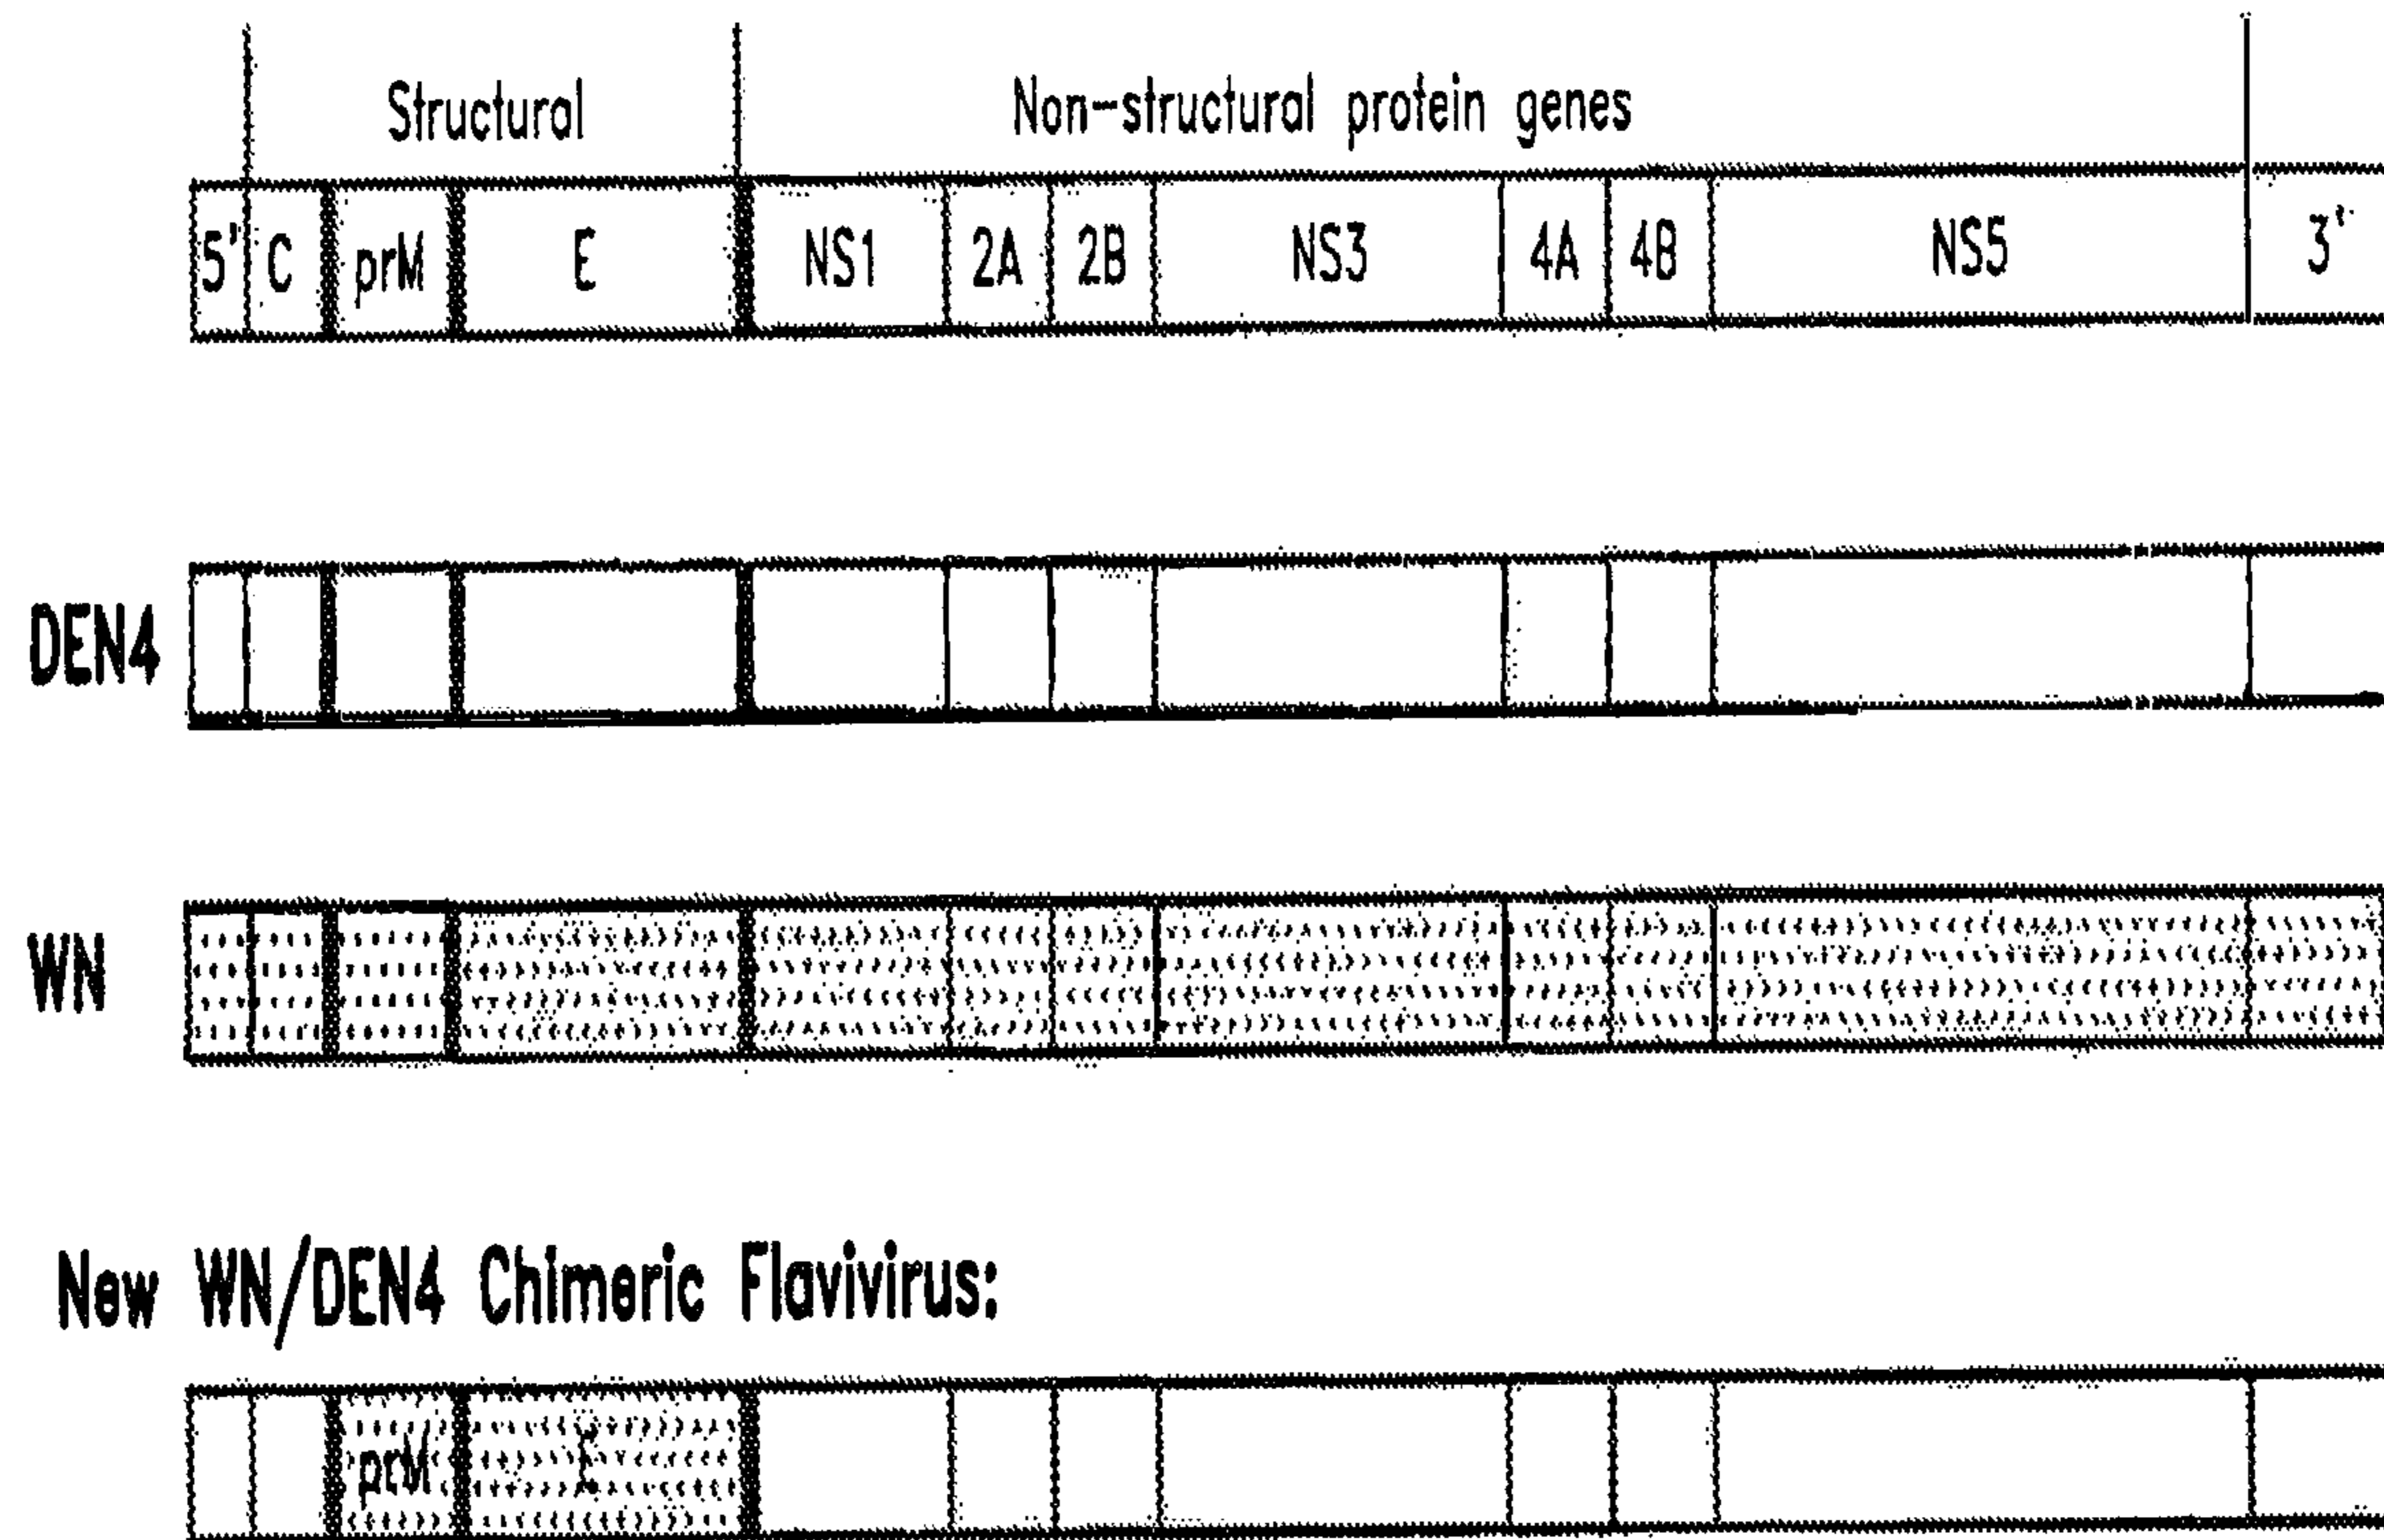 Structural Non-structural protein genes
5' C prM E NS1 2A 2B NS3 4A 4B NS5 3'
DEN4
WN
New WN/DEN4 Chimeric Flavivirus:
prM E